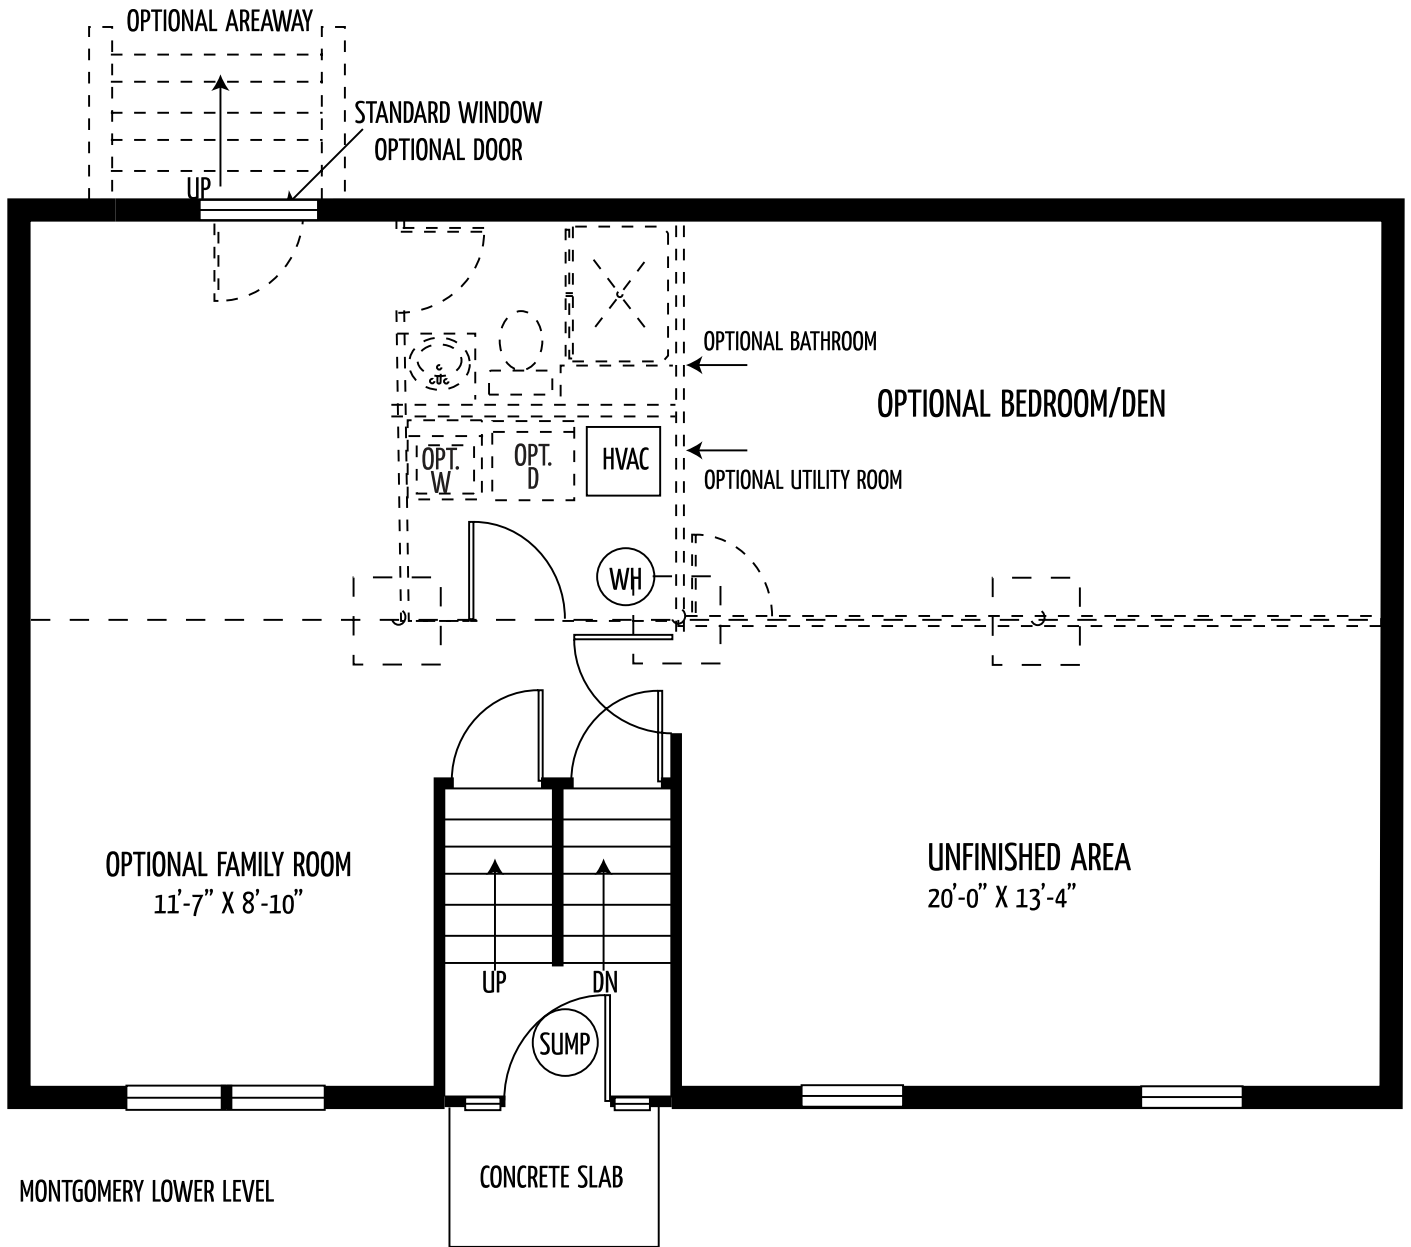 OPTIONAL AREAWAY
STANDARD WINDOW
OPTIONAL DOOR
UP
OPTIONAL BATHROOM
OPTIONAL BEDROOM/DEN
OPT.
W
OPT.
D
HVAC
OPTIONAL UTILITY ROOM
WH
OPTIONAL FAMILY ROOM
11'-7" X 8'-10"
UNFINISHED AREA
20'-0" X 13'-4"
UP
DN
SUMP
CONCRETE SLAB
MONTGOMERY LOWER LEVEL